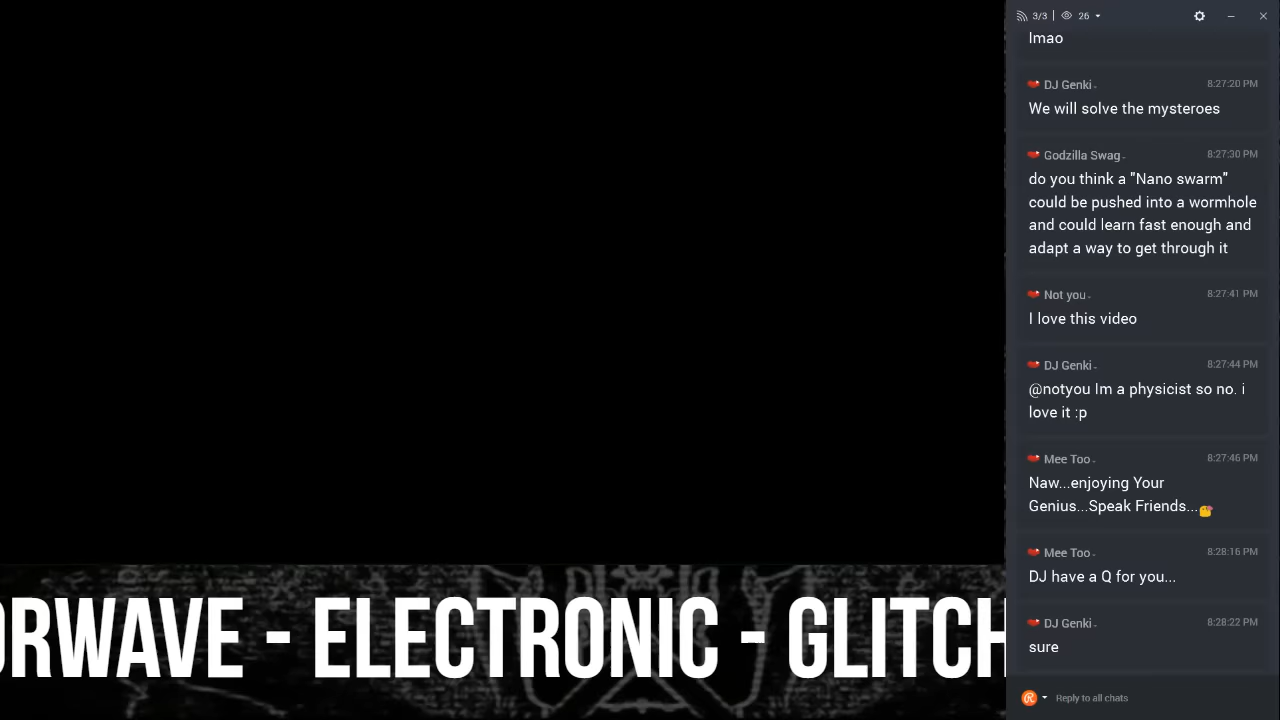 3/3 | 26
lmao
DJ Genki - 8:27:20 PM
We will solve the mysteroes
Godzilla Swag - 8:27:30 PM
do you think a "Nano swarm"
could be pushed into a wormhole
and could learn fast enough and
adapt a way to get through it
Not you - 8:27:41 PM
I love this video
DJ Genki - 8:27:44 PM
@notyou Im a physicist so no. i
love it :p
Mee Too - 8:27:46 PM
Naw...enjoying Your
Genius...Speak Friends...
Mee Too - 8:28:16 PM
DJ have a Q for you...
DJ Genki - 8:28:22 PM
sure
Reply to all chats
ORWAVE - ELECTRONIC - GLITCH